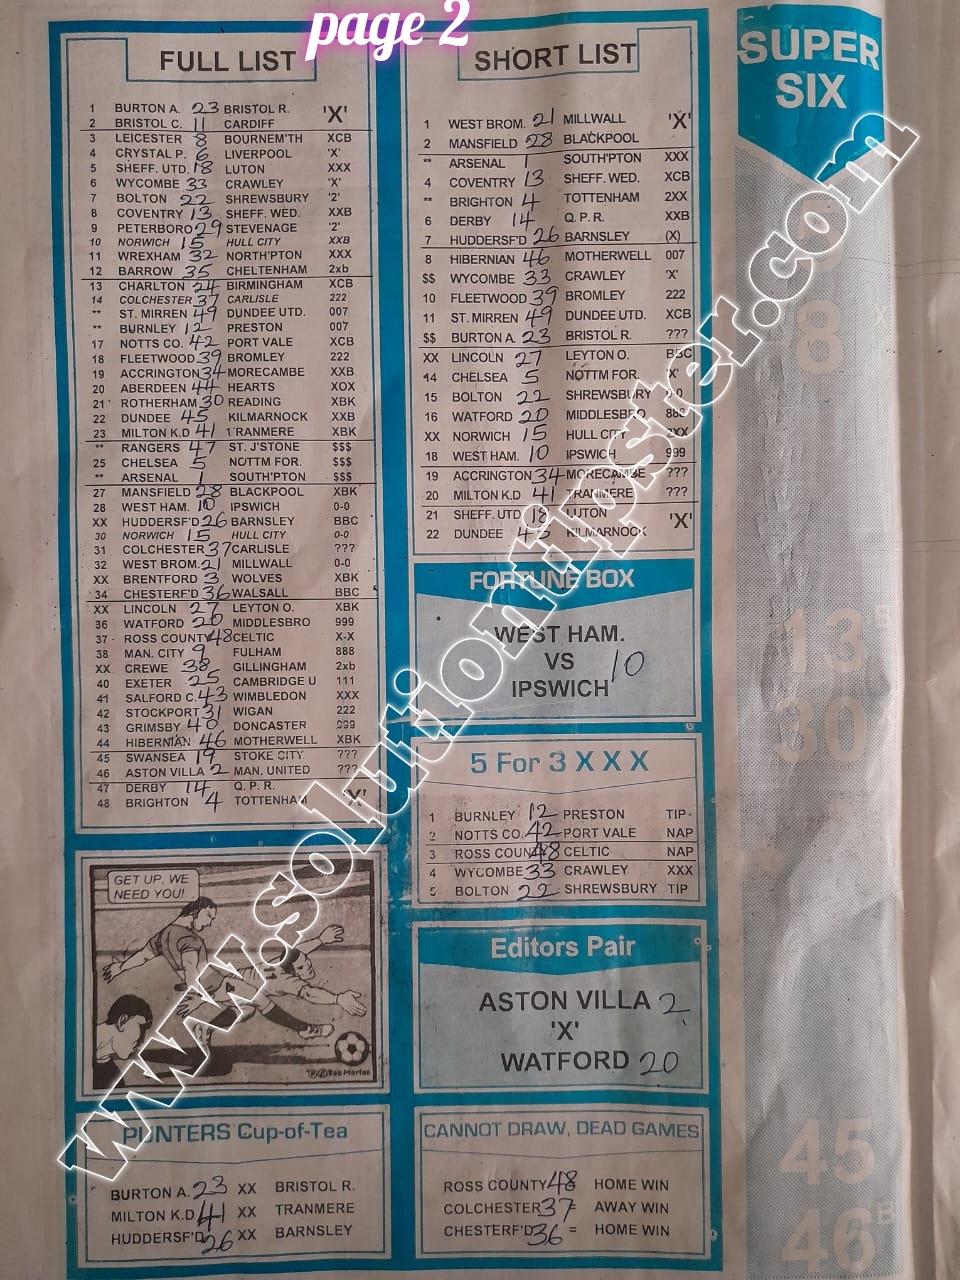 page 2
FULL LIST
1 BURTON A. 23 BRISTOL R. 'X'
2 BRISTOL C. 11 CARDIFF
3 LEICESTER 8 BOURNEM'TH XCB
4 CRYSTAL P. 6 LIVERPOOL 'X'
5 SHEFF. UTD. 18 LUTON XXX
6 WYCOMBE 33 CRAWLEY 'X'
7 BOLTON 22 SHREWSBURY '2'
8 COVENTRY 13 SHEFF. WED. XXB
9 PETERBORO 29 STEVENAGE '2'
10 NORWICH 15 HULL CITY XXB
11 WREXHAM 32 NORTH'PTON XXX
12 BARROW 35 CHELTENHAM 2xb
13 CHARLTON 24 BIRMINGHAM XCB
14 COLCHESTER 37 CARLISLE 222
** ST. MIRREN 49 DUNDEE UTD. 007
** BURNLEY 12 PRESTON 007
17 NOTTS CO. 42 PORT VALE XCB
18 FLEETWOOD 39 BROMLEY 222
19 ACCRINGTON 34 MORECAMBE XXB
20 ABERDEEN 44 HEARTS XOX
21 ROTHERHAM 30 READING XBK
22 DUNDEE 45 KILMARNOCK XXB
23 MILTON K.D 41 TRANMERE XBK
** RANGERS 47 ST. J'STONE $$$
25 CHELSEA 5 NOTTM FOR. $$$
** ARSENAL 1 SOUTH'PTON $$$
27 MANSFIELD 28 BLACKPOOL XBK
28 WEST HAM. 10 IPSWICH 0-0
XX HUDDERSF'D 26 BARNSLEY BBC
30 NORWICH 15 HULL CITY 0-0
31 COLCHESTER 37 CARLISLE ???
32 WEST BROM. 21 MILLWALL 0-0
XX BRENTFORD 3 WOLVES XBK
34 CHESTERF'D 36 WALSALL BBC
XX LINCOLN 27 LEYTON O. XBK
36 WATFORD 20 MIDDLESBRO 999
37 ROSS COUNTY 48 CELTIC X-X
38 MAN. CITY 9 FULHAM 888
XX CREWE 38 GILLINGHAM 2xb
40 EXETER 25 CAMBRIDGE U 111
41 SALFORD C. 43 WIMBLEDON XXX
42 STOCKPORT 31 WIGAN 222
43 GRIMSBY 40 DONCASTER 999
44 HIBERNIAN 46 MOTHERWELL XBK
45 SWANSEA 19 STOKE CITY ???
46 ASTON VILLA 2 MAN. UNITED ???
47 DERBY 14 Q. P. R. 'X'
48 BRIGHTON 4 TOTTENHAM
GET UP, WE
NEED YOU!
Bob Morton
PUNTERS Cup-of-Tea
BURTON A. 23 XX BRISTOL R.
MILTON K.D 41 XX TRANMERE
HUDDERSF'D 26 XX BARNSLEY
SHORT LIST
1 WEST BROM. 21 MILLWALL 'X'
2 MANSFIELD 28 BLACKPOOL
** ARSENAL 1 SOUTH'PTON XXX
4 COVENTRY 13 SHEFF. WED. XCB
** BRIGHTON 4 TOTTENHAM 2XX
6 DERBY 14 Q. P. R. XXB
7 HUDDERSF'D 26 BARNSLEY (X)
8 HIBERNIAN 46 MOTHERWELL 007
$$ WYCOMBE 33 CRAWLEY 'X'
10 FLEETWOOD 39 BROMLEY 222
11 ST. MIRREN 49 DUNDEE UTD. XCB
$$ BURTON A. 23 BRISTOL R. ???
XX LINCOLN 27 LEYTON O. BBC
14 CHELSEA 5 NOTTM FOR. 'X'
15 BOLTON 22 SHREWSBURY
16 WATFORD 20 MIDDLESBRO 888
XX NORWICH 15 HULL CITY
18 WEST HAM. 10 IPSWICH 999
19 ACCRINGTON 34 MORECAMBE ???
20 MILTON K.D 41 TRANMERE ???
21 SHEFF. UTD 18 LUTON 'X'
22 DUNDEE 45 KILMARNOCK
FORTUNE BOX
WEST HAM.
VS 10
IPSWICH
5 For 3 X X X
1 BURNLEY 12 PRESTON TIP
2 NOTTS CO. 42 PORT VALE NAP
3 ROSS COUNTY 48 CELTIC NAP
4 WYCOMBE 33 CRAWLEY XXX
5 BOLTON 22 SHREWSBURY TIP
Editors Pair
ASTON VILLA 2
'X'
WATFORD 20
CANNOT DRAW, DEAD GAMES
ROSS COUNTY 48 HOME WIN
COLCHESTER 37 = AWAY WIN
CHESTERF'D 36 = HOME WIN
SUPER
SIX
8 X
13 B
30
45
46 B
www.solutiontipster.com